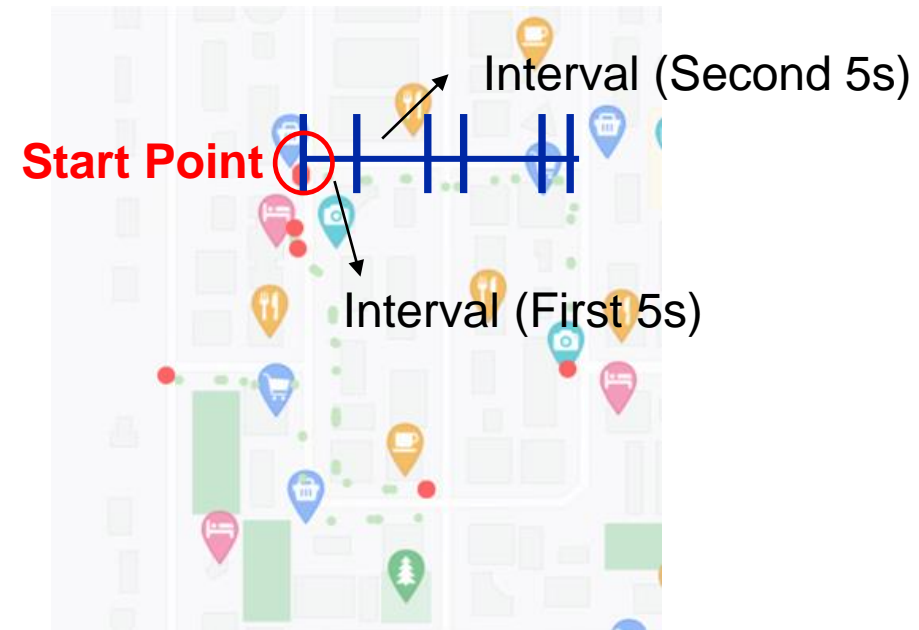 Interval (Second 5s)
Start Point
Interval (First 5s)